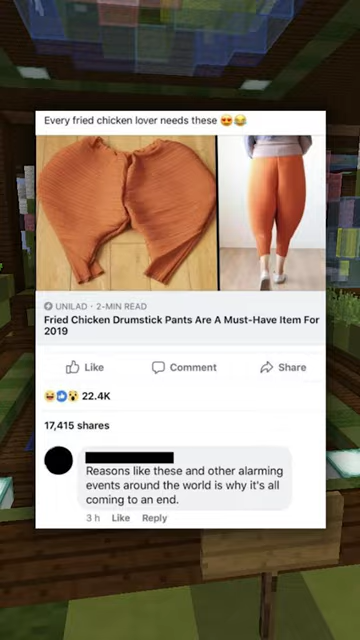 Every fried chicken lover needs these 😍😂
UNILAD · 2-MIN READ
Fried Chicken Drumstick Pants Are A Must-Have Item For
2019
Like
Comment
Share
22.4K
17,415 shares
Reasons like these and other alarming
events around the world is why it's all
coming to an end.
3 h Like Reply